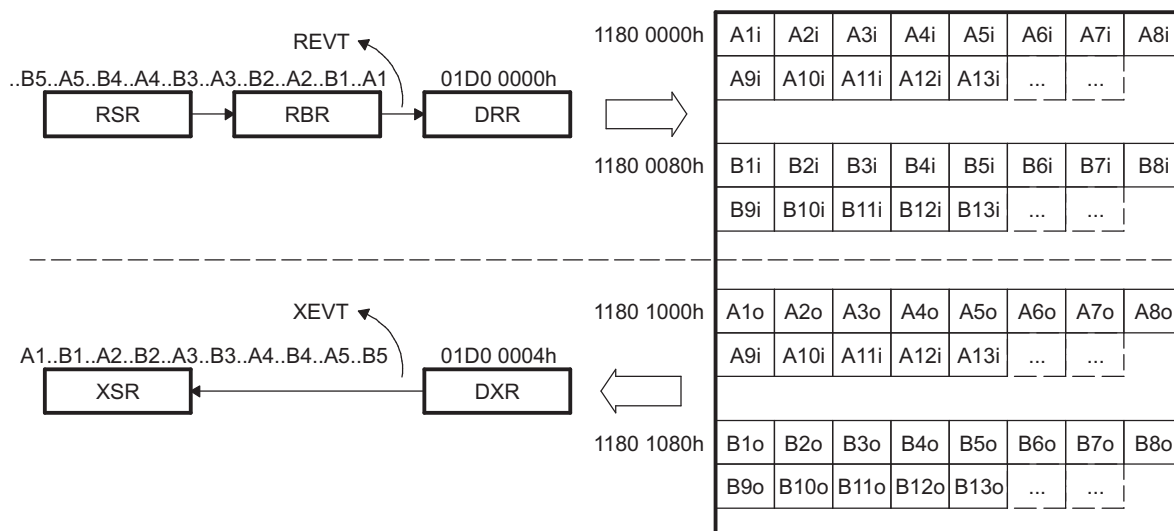 REVT
..B5..A5..B4..A4..B3..A3..B2..A2..B1..A1
01D0 0000h
RSR
RBR
DRR
1180 0000h
A1i A2i A3i A4i A5i A6i A7i A8i
A9i A10i A11i A12i A13i ... ...
1180 0080h
B1i B2i B3i B4i B5i B6i B7i B8i
B9i B10i B11i B12i B13i ... ...
XEVT
A1..B1..A2..B2..A3..B3..A4..B4..A5..B5
01D0 0004h
XSR
DXR
1180 1000h
A1o A2o A3o A4o A5o A6o A7o A8o
A9i A10i A11i A12i A13i ... ...
1180 1080h
B1o B2o B3o B4o B5o B6o B7o B8o
B9o B10o B11o B12o B13o ... ...